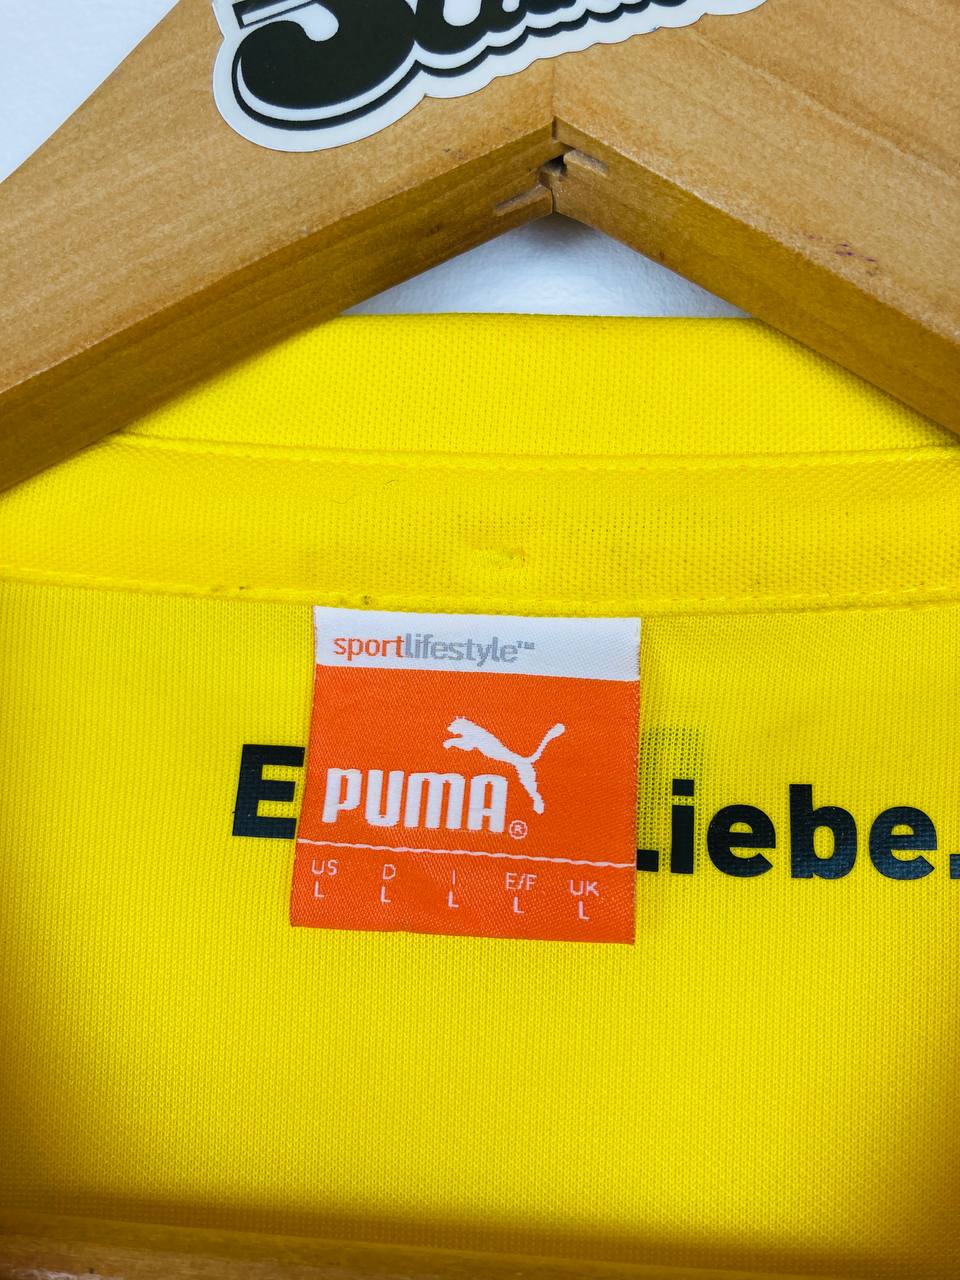 sportlifestyle™
PUMA®
E Liebe.
US D I E/F UK
L L L L L